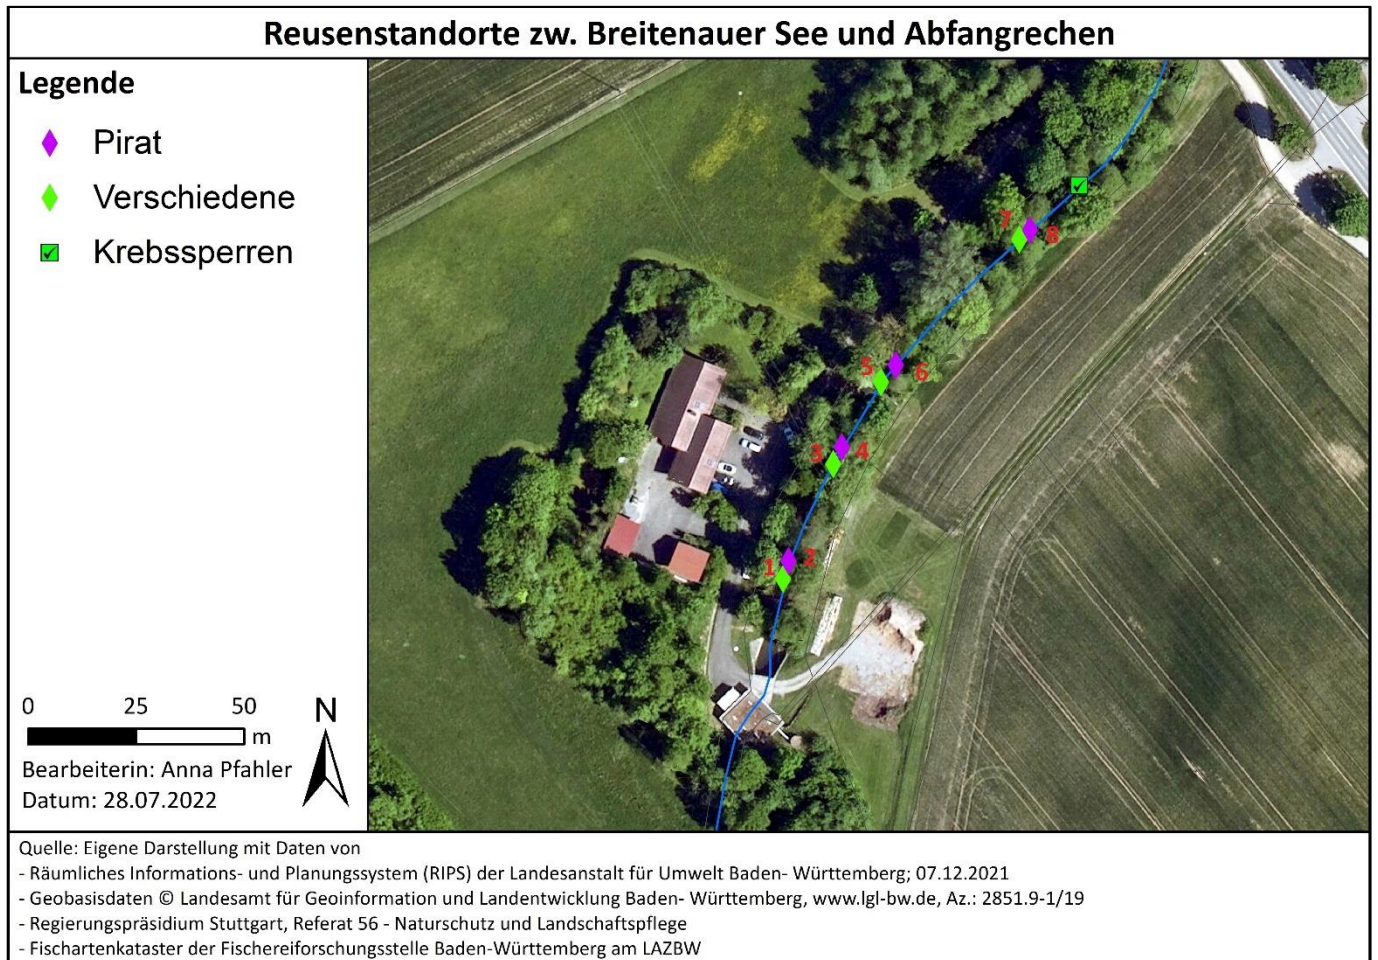 Reusenstandorte zw. Breitenauer See und Abfangrechen
Legende
Pirat
Verschiedene
Krebssperren
7
8
5
6
3
4
1
2
0 25 50
m
N
Bearbeiterin: Anna Pfahler
Datum: 28.07.2022
Quelle: Eigene Darstellung mit Daten von
- Räumliches Informations- und Planungssystem (RIPS) der Landesanstalt für Umwelt Baden- Württemberg; 07.12.2021
- Geobasisdaten © Landesamt für Geoinformation und Landentwicklung Baden- Württemberg, www.lgl-bw.de, Az.: 2851.9-1/19
- Regierungspräsidium Stuttgart, Referat 56 - Naturschutz und Landschaftspflege
- Fischartenkataster der Fischereiforschungsstelle Baden-Württemberg am LAZBW